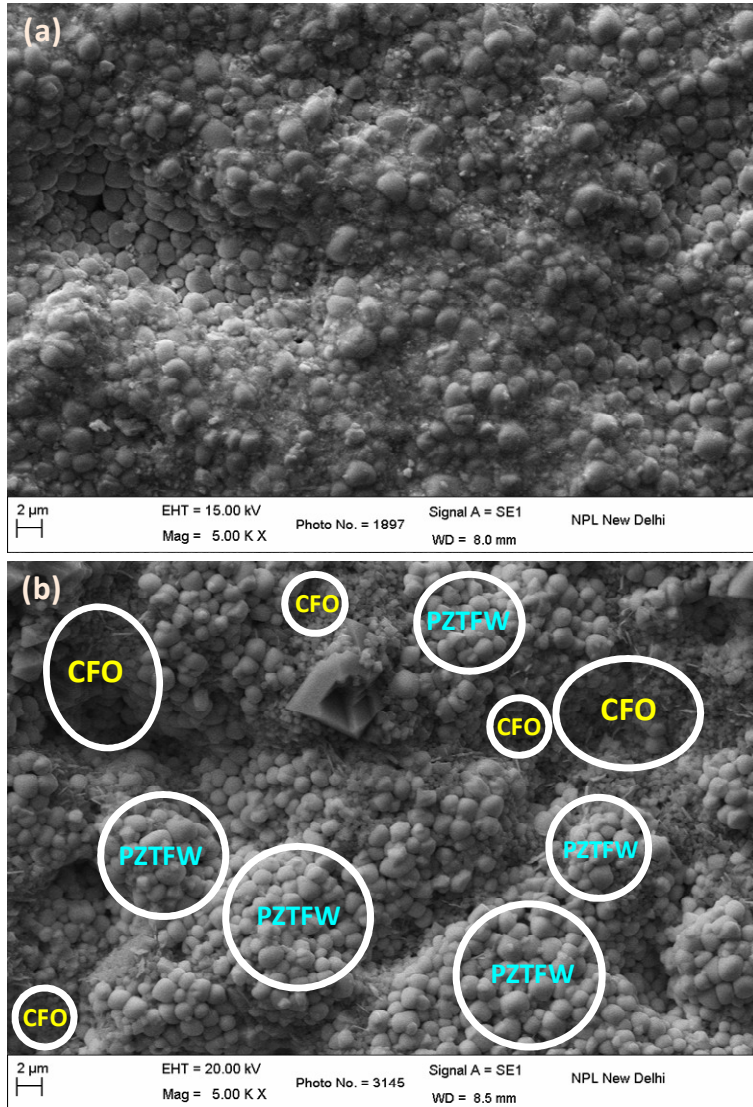 (a)
2 µm
EHT = 15.00 kV
Mag = 5.00 K X
Photo No. = 1897
Signal A = SE1
WD = 8.0 mm
NPL New Delhi
(b)
CFO
PZTFW
CFO
CFO
CFO
PZTFW
PZTFW
PZTFW
PZTFW
CFO
2 µm
EHT = 20.00 kV
Mag = 5.00 K X
Photo No. = 3145
Signal A = SE1
WD = 8.5 mm
NPL New Delhi